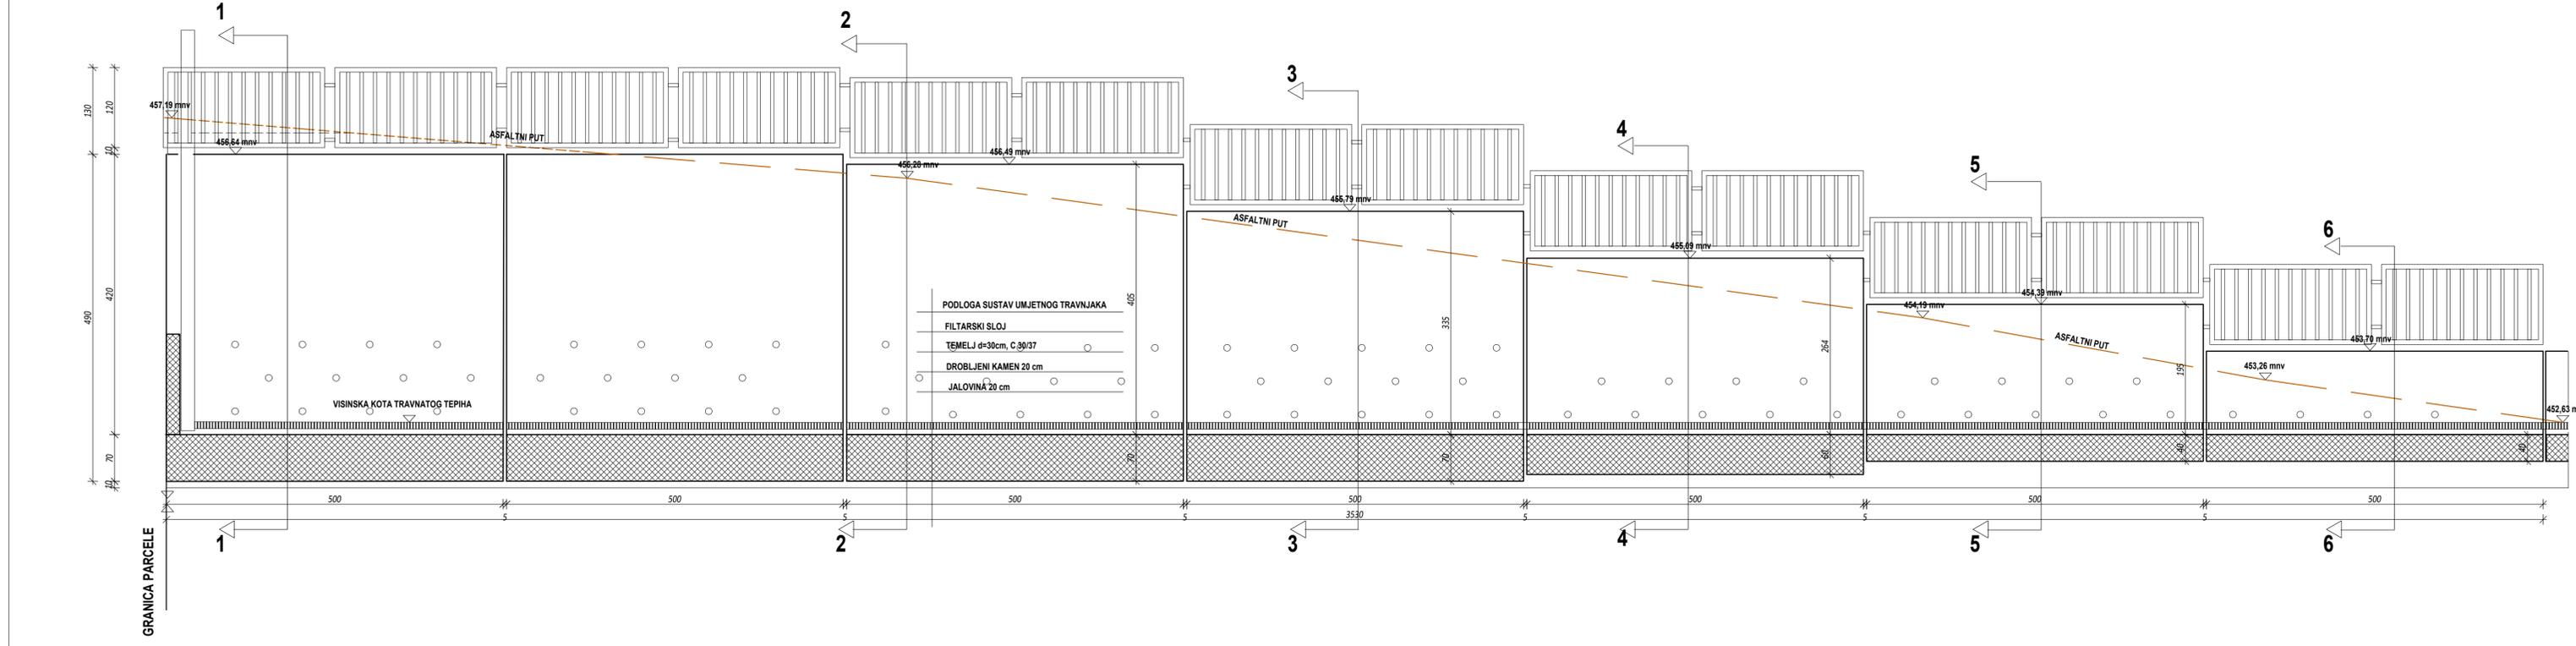 1
2
3
4
5
6
130
120
10
457,19 mnv
ASFALTNI PUT
456,64 mnv
456,28 mnv
456,49 mnv
455,79 mnv
ASFALTNI PUT
455,09 mnv
454,19 mnv
454,39 mnv
ASFALTNI PUT
453,70 mnv
453,26 mnv
452,63 m
490
420
405
335
264
195
PODLOGA SUSTAV UMJETNOG TRAVNJAKA
FILTARSKI SLOJ
TEMELJ d=30cm, C 30/37
DROBLJENI KAMEN 20 cm
JALOVINA 20 cm
VISINSKA KOTA TRAVNATOG TEPIHA
70
70
70
60
40
40
10
500
500
500
500
500
500
500
5
5
5
3530
5
5
5
1
2
3
4
5
6
GRANICA PARCELE